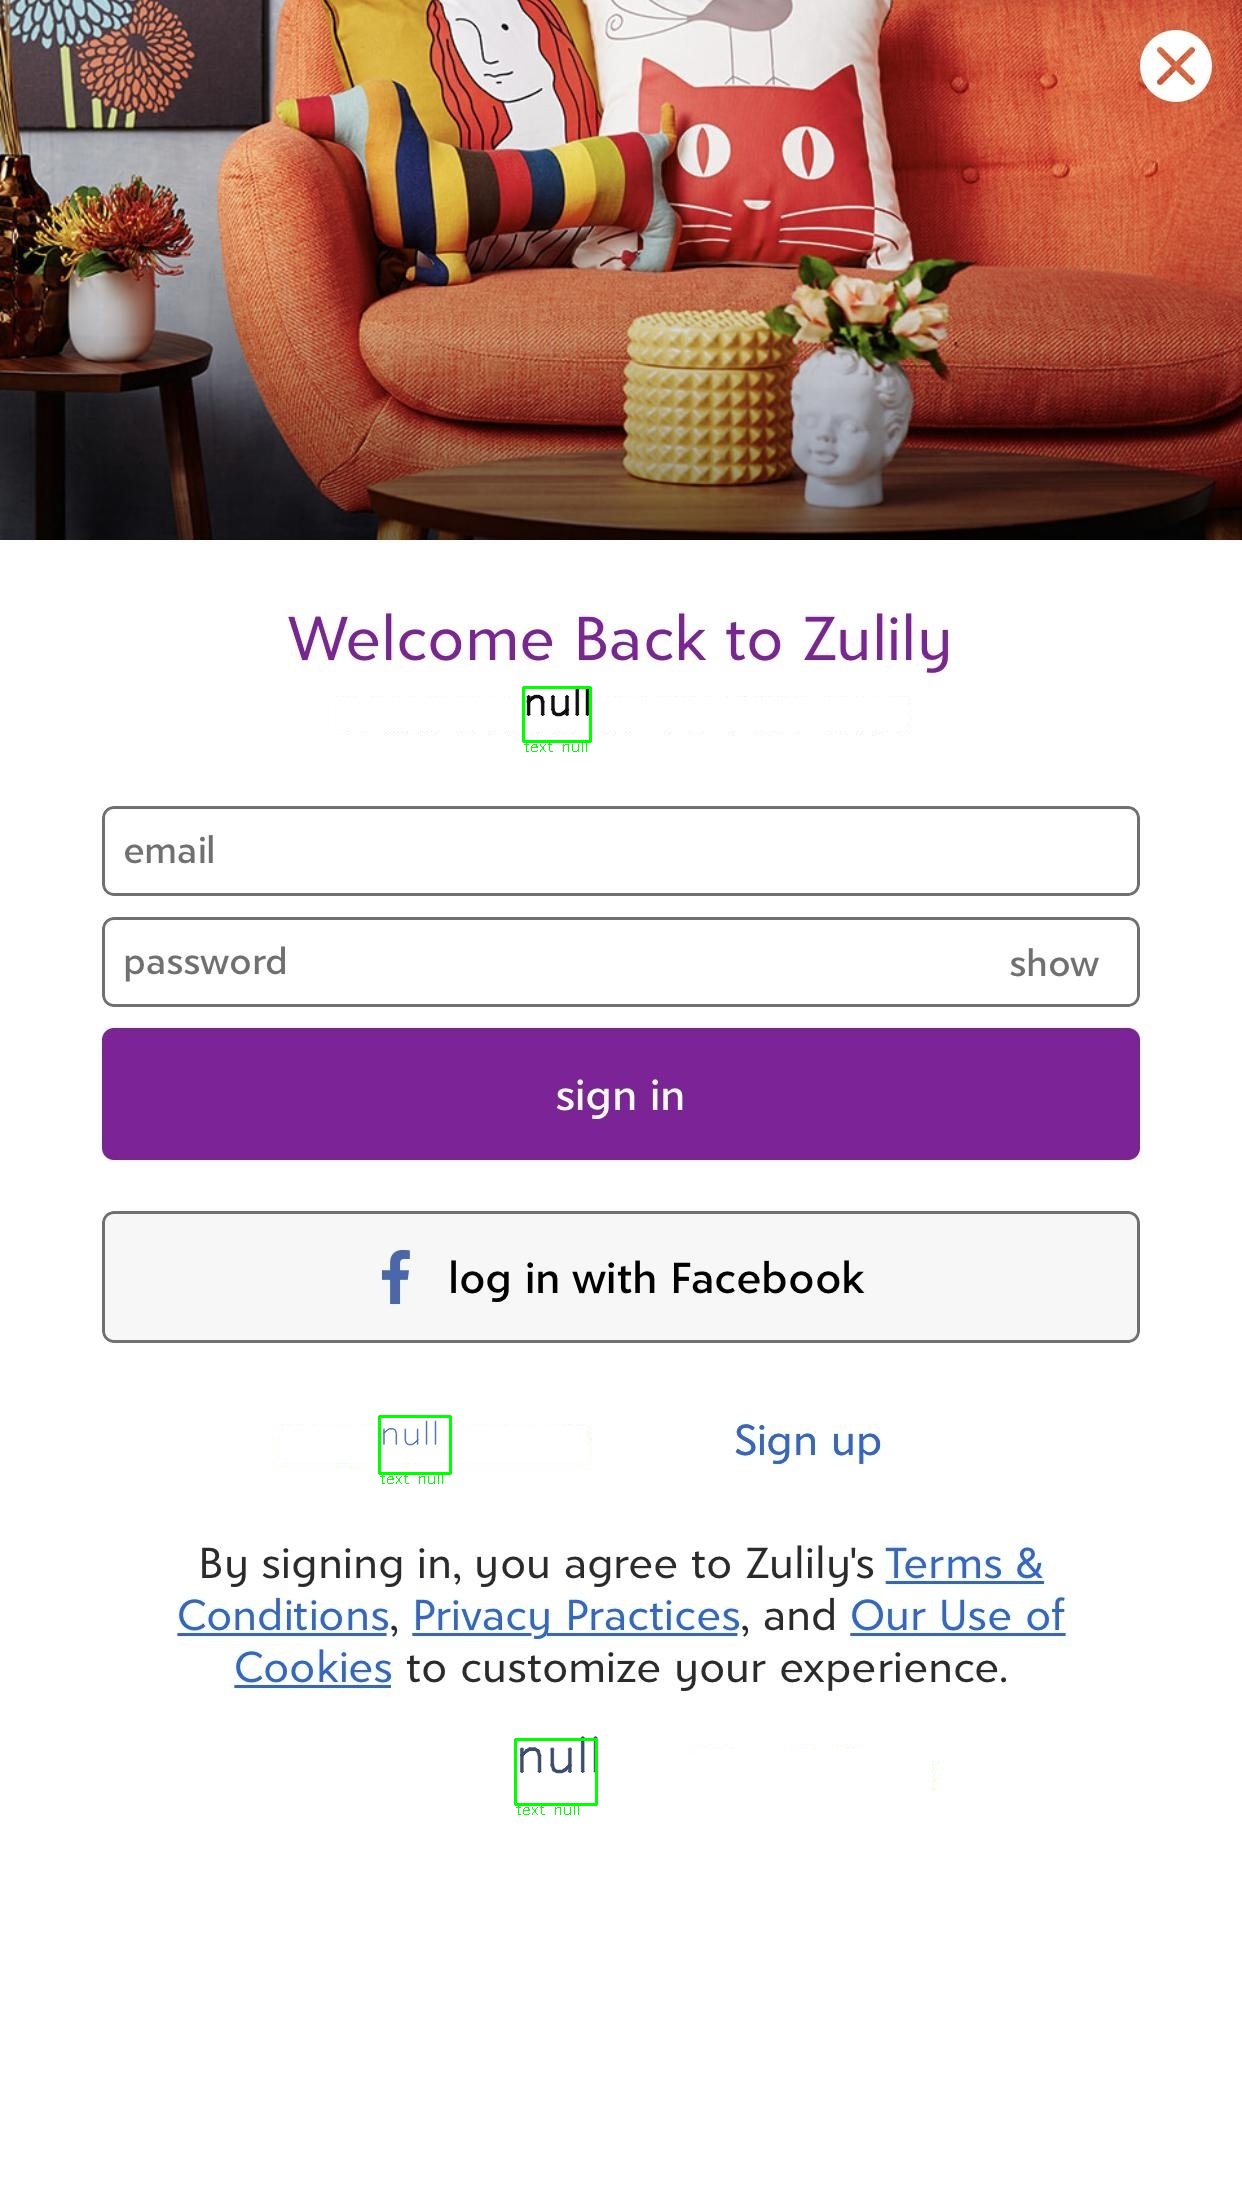 Welcome Back to Zulily
null
text null
email
password show
sign in
f log in with Facebook
null
text null
Sign up
By signing in, you agree to Zulily's Terms &
Conditions, Privacy Practices, and Our Use of
Cookies to customize your experience.
null
text null